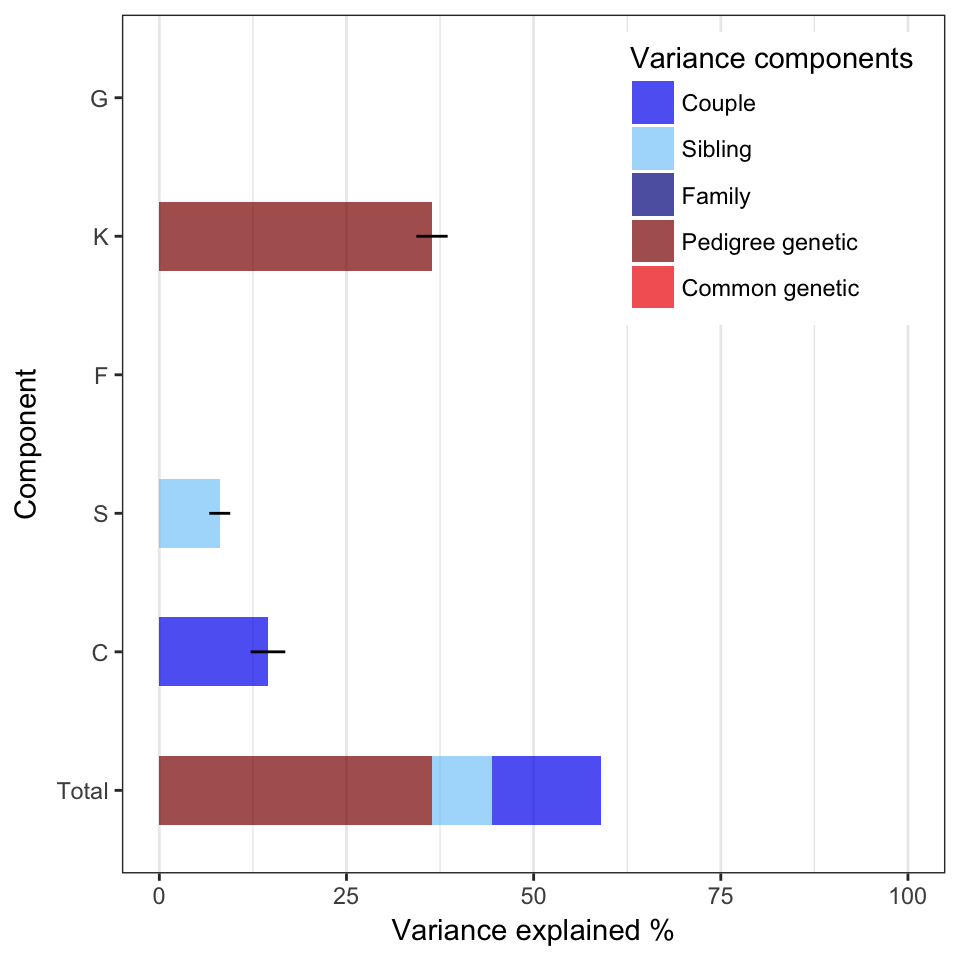 Variance components
Couple
Sibling
Family
Pedigree genetic
Common genetic
Component
G
K
F
S
C
Total
0 25 50 75 100
Variance explained %